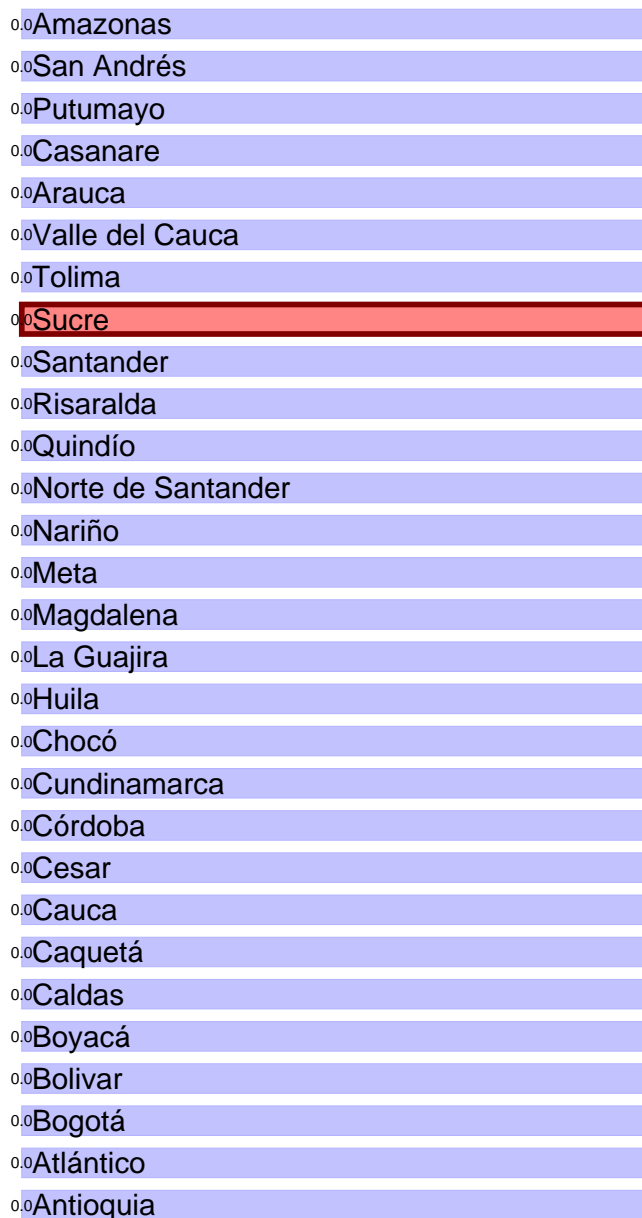 0.0Amazonas
0.0San Andrés
0.0Putumayo
0.0Casanare
0.0Arauca
0.0Valle del Cauca
0.0Tolima
0.0Sucre
0.0Santander
0.0Risaralda
0.0Quindío
0.0Norte de Santander
0.0Nariño
0.0Meta
0.0Magdalena
0.0La Guajira
0.0Huila
0.0Chocó
0.0Cundinamarca
0.0Córdoba
0.0Cesar
0.0Cauca
0.0Caquetá
0.0Caldas
0.0Boyacá
0.0Bolivar
0.0Bogotá
0.0Atlántico
0.0Antioquia